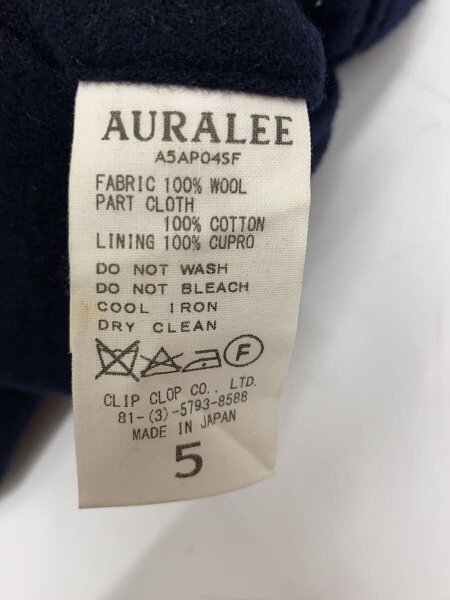 AURALEE
A5AP04SF
FABRIC 100% WOOL
PART CLOTH
100% COTTON
LINING 100% CUPRO
DO NOT WASH
DO NOT BLEACH
COOL IRON
DRY CLEAN
F
CLIP CLOP CO., LTD.
81-(3)-5793-8588
MADE IN JAPAN
5